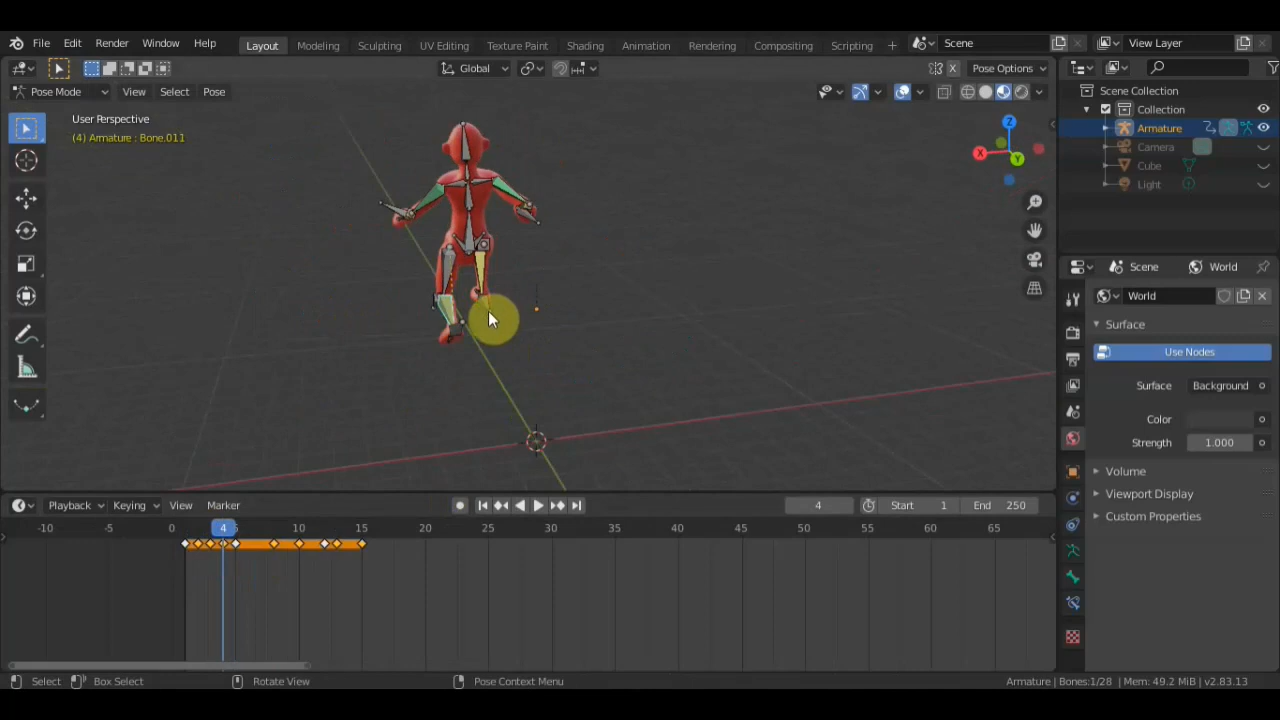 File Edit Render Window Help Layout Modeling Sculpting UV Editing Texture Paint Shading Animation Rendering Compositing Scripting + Scene View Layer
Global Pose Options
Pose Mode View Select Pose
User Perspective
(4) Armature : Bone.011
Z
X
Y
Scene Collection
Collection
Armature
Camera
Cube
Light
Scene World
World
Surface
Use Nodes
Surface Background
Color
Strength 1.000
Volume
Viewport Display
Custom Properties
Playback Keying View Marker 4 Start 1 End 250
-10 -5 0 4 10 15 20 25 30 35 40 45 50 55 60 65
Select Box Select Rotate View Pose Context Menu Armature | Bones:1/28 | Mem: 49.2 MiB | v2.83.13